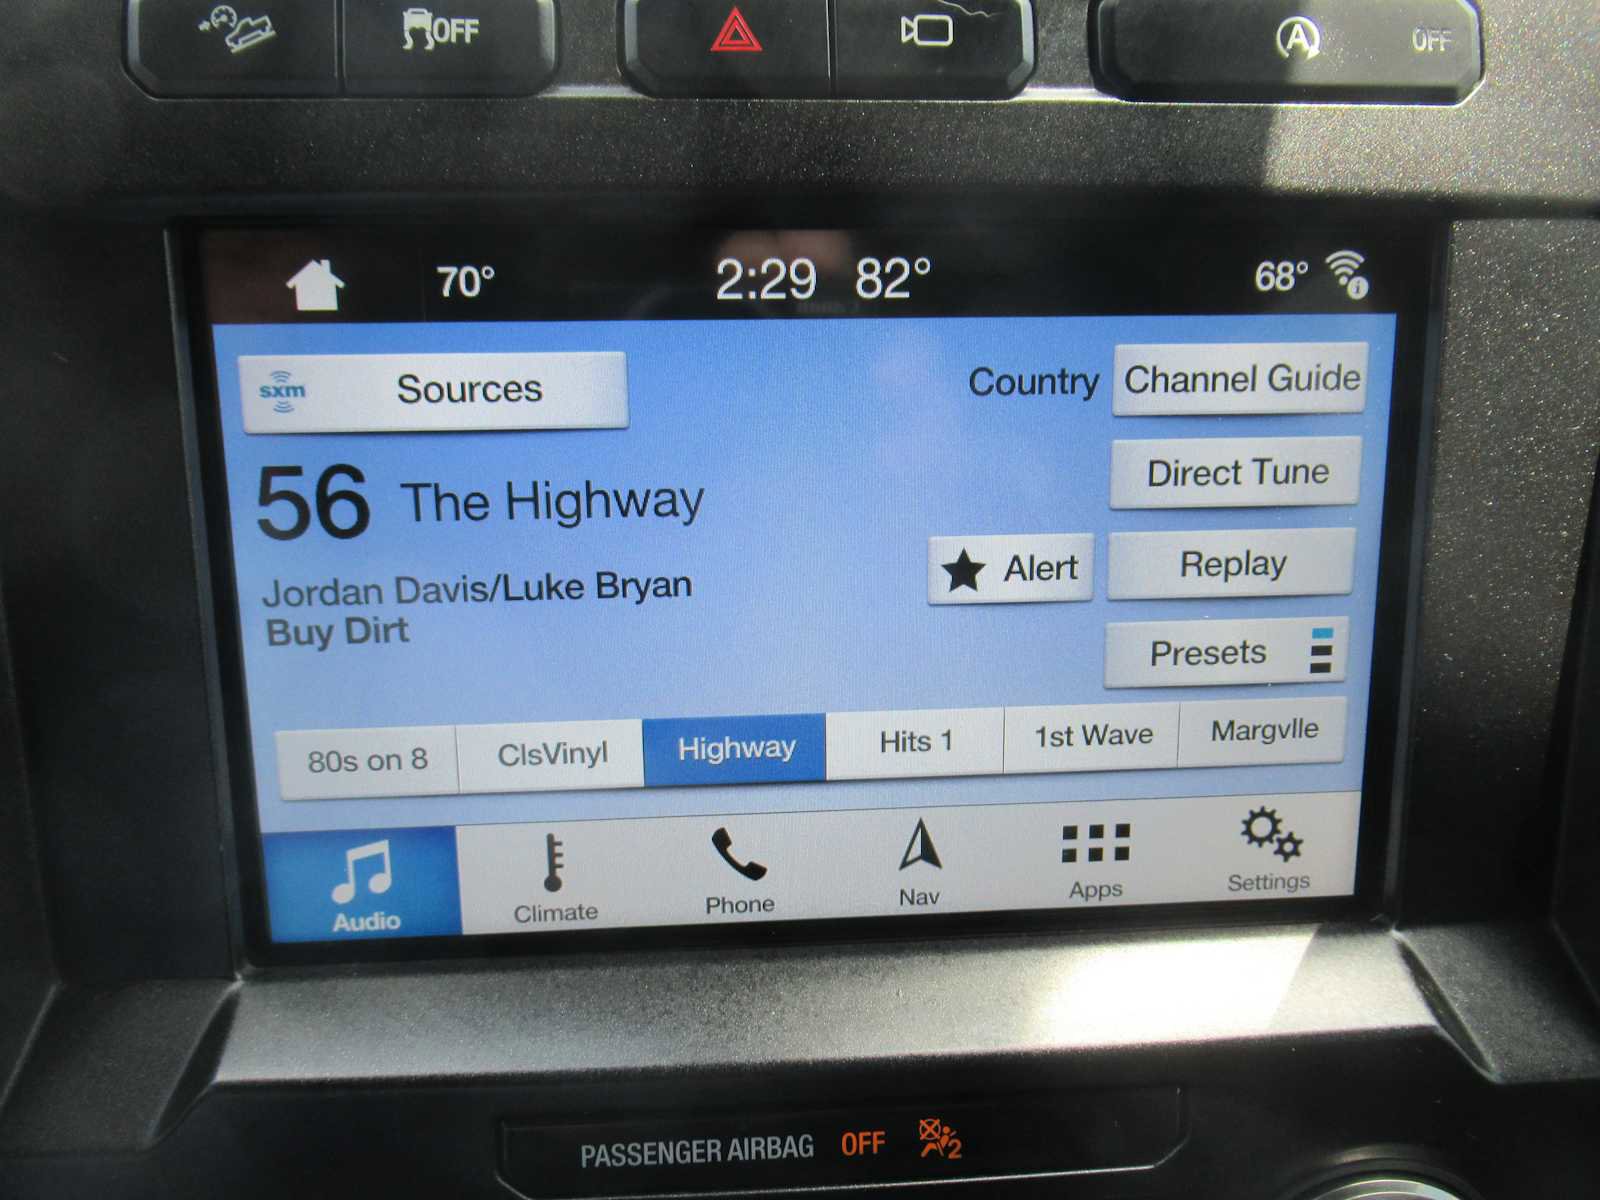 OFF
A OFF
70° 2:29 82° 68°
sxm Sources
Country Channel Guide
Direct Tune
56 The Highway
Alert Replay
Jordan Davis/Luke Bryan
Buy Dirt
Presets
80s on 8 ClsVinyl Highway Hits 1 1st Wave Margvlle
Audio Climate Phone Nav Apps Settings
PASSENGER AIRBAG OFF 2